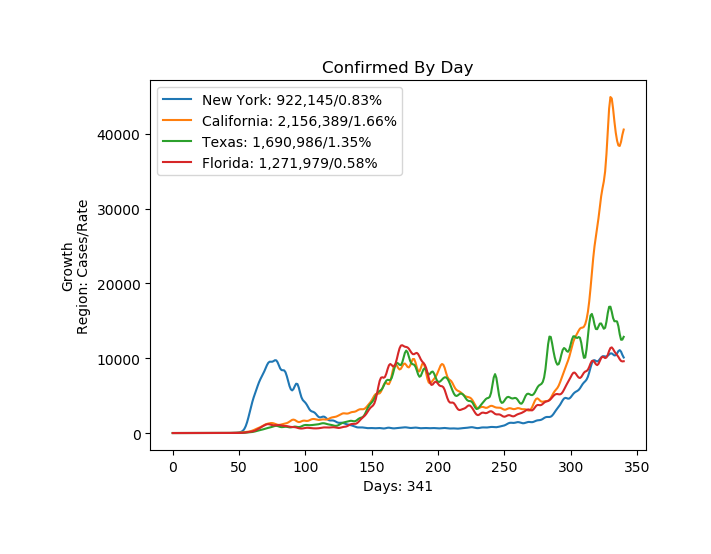 Confirmed By Day
New York: 922,145/0.83%
California: 2,156,389/1.66%
Texas: 1,690,986/1.35%
Florida: 1,271,979/0.58%
Growth
Region: Cases/Rate
40000
30000
20000
10000
0
0 50 100 150 200 250 300 350
Days: 341